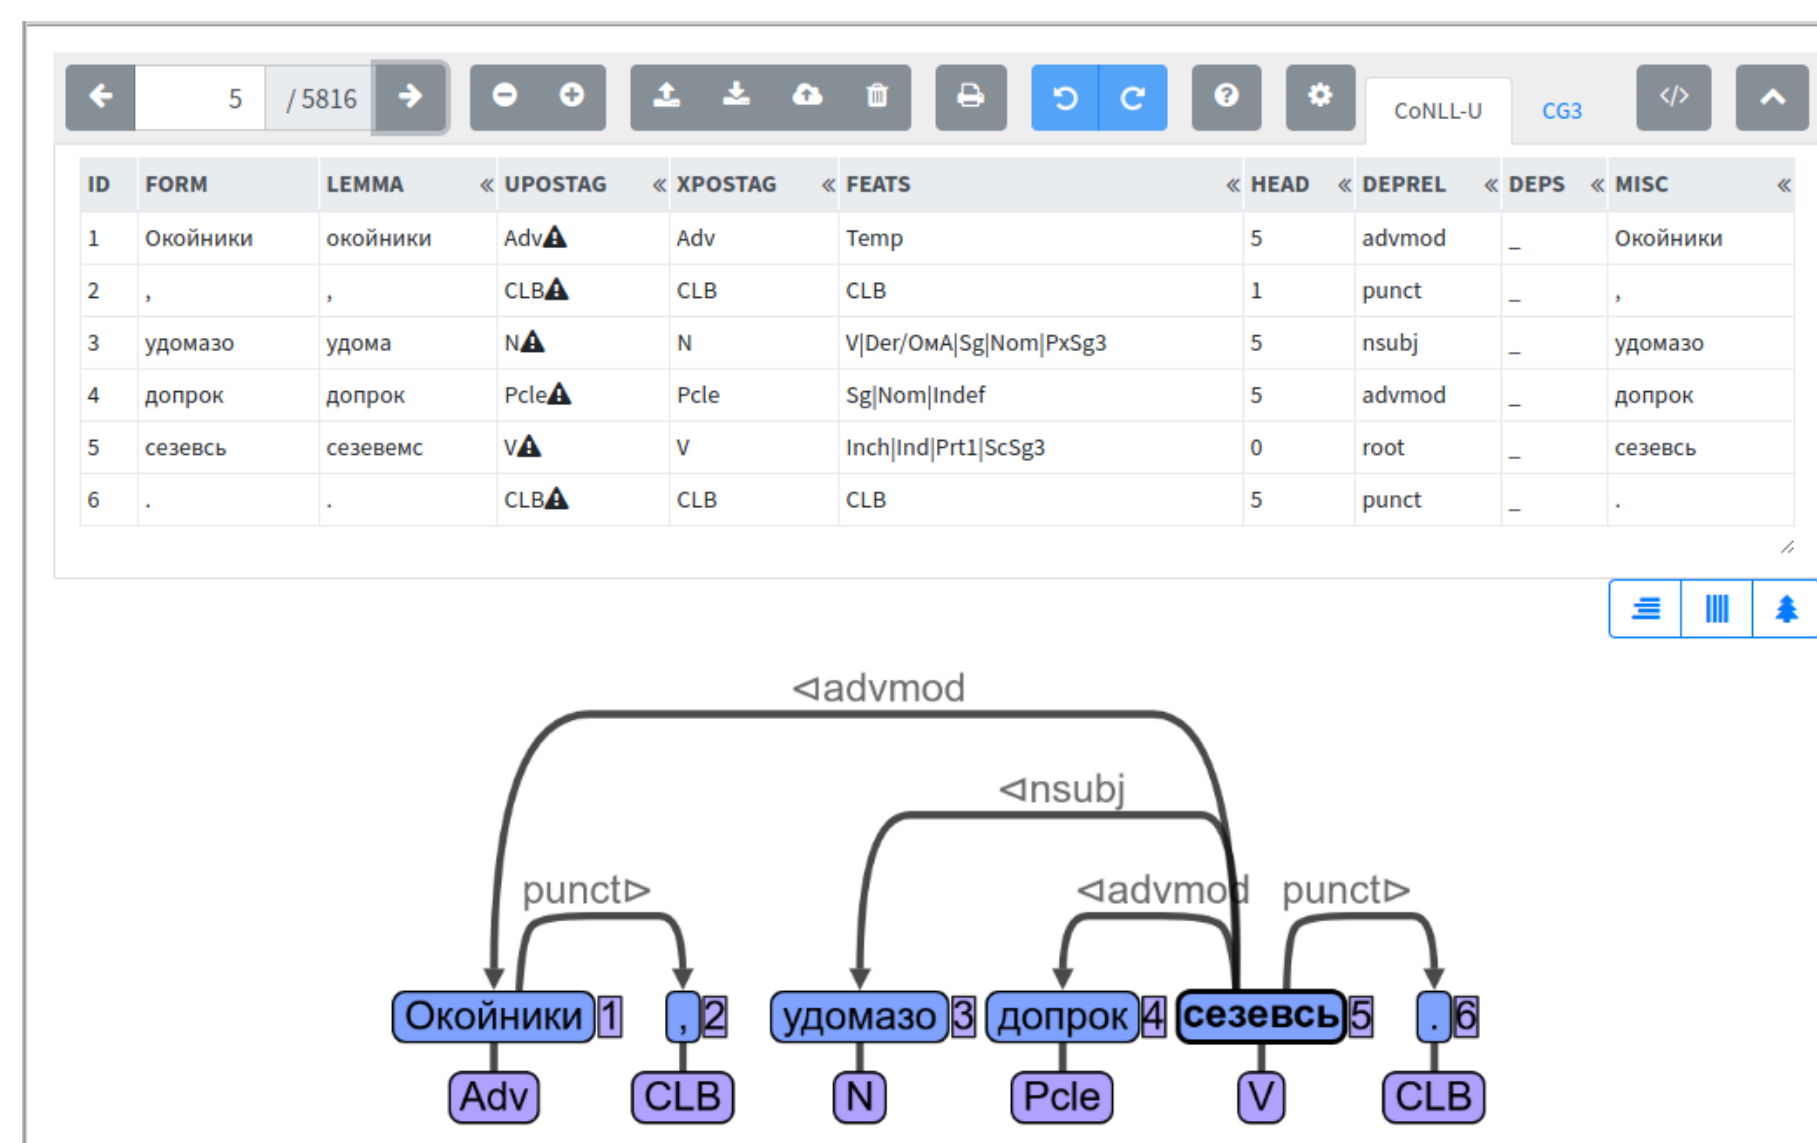 5 / 5816 CoNLL-U CG3 </>
ID FORM LEMMA « UPOSTAG « XPOSTAG « FEATS « HEAD « DEPREL « DEPS « MISC «
1 Окойники окойники Adv Adv Temp 5 advmod _ Окойники
2 , , CLB CLB CLB 1 punct _ ,
3 удомазо удома N N V|Der/ОмА|Sg|Nom|PxSg3 5 nsubj _ удомазо
4 допрок допрок Pcle Pcle Sg|Nom|Indef 5 advmod _ допрок
5 сезевсь сезевемс V V Inch|Ind|Prt1|ScSg3 0 root _ сезевсь
6 . . CLB CLB CLB 5 punct _ .
⊲advmod
⊲nsubj
punct⊳ ⊲advmod punct⊳
Окойники 1 , 2 удомазо 3 допрок 4 сезевсь 5 . 6
Adv CLB N Pcle V CLB